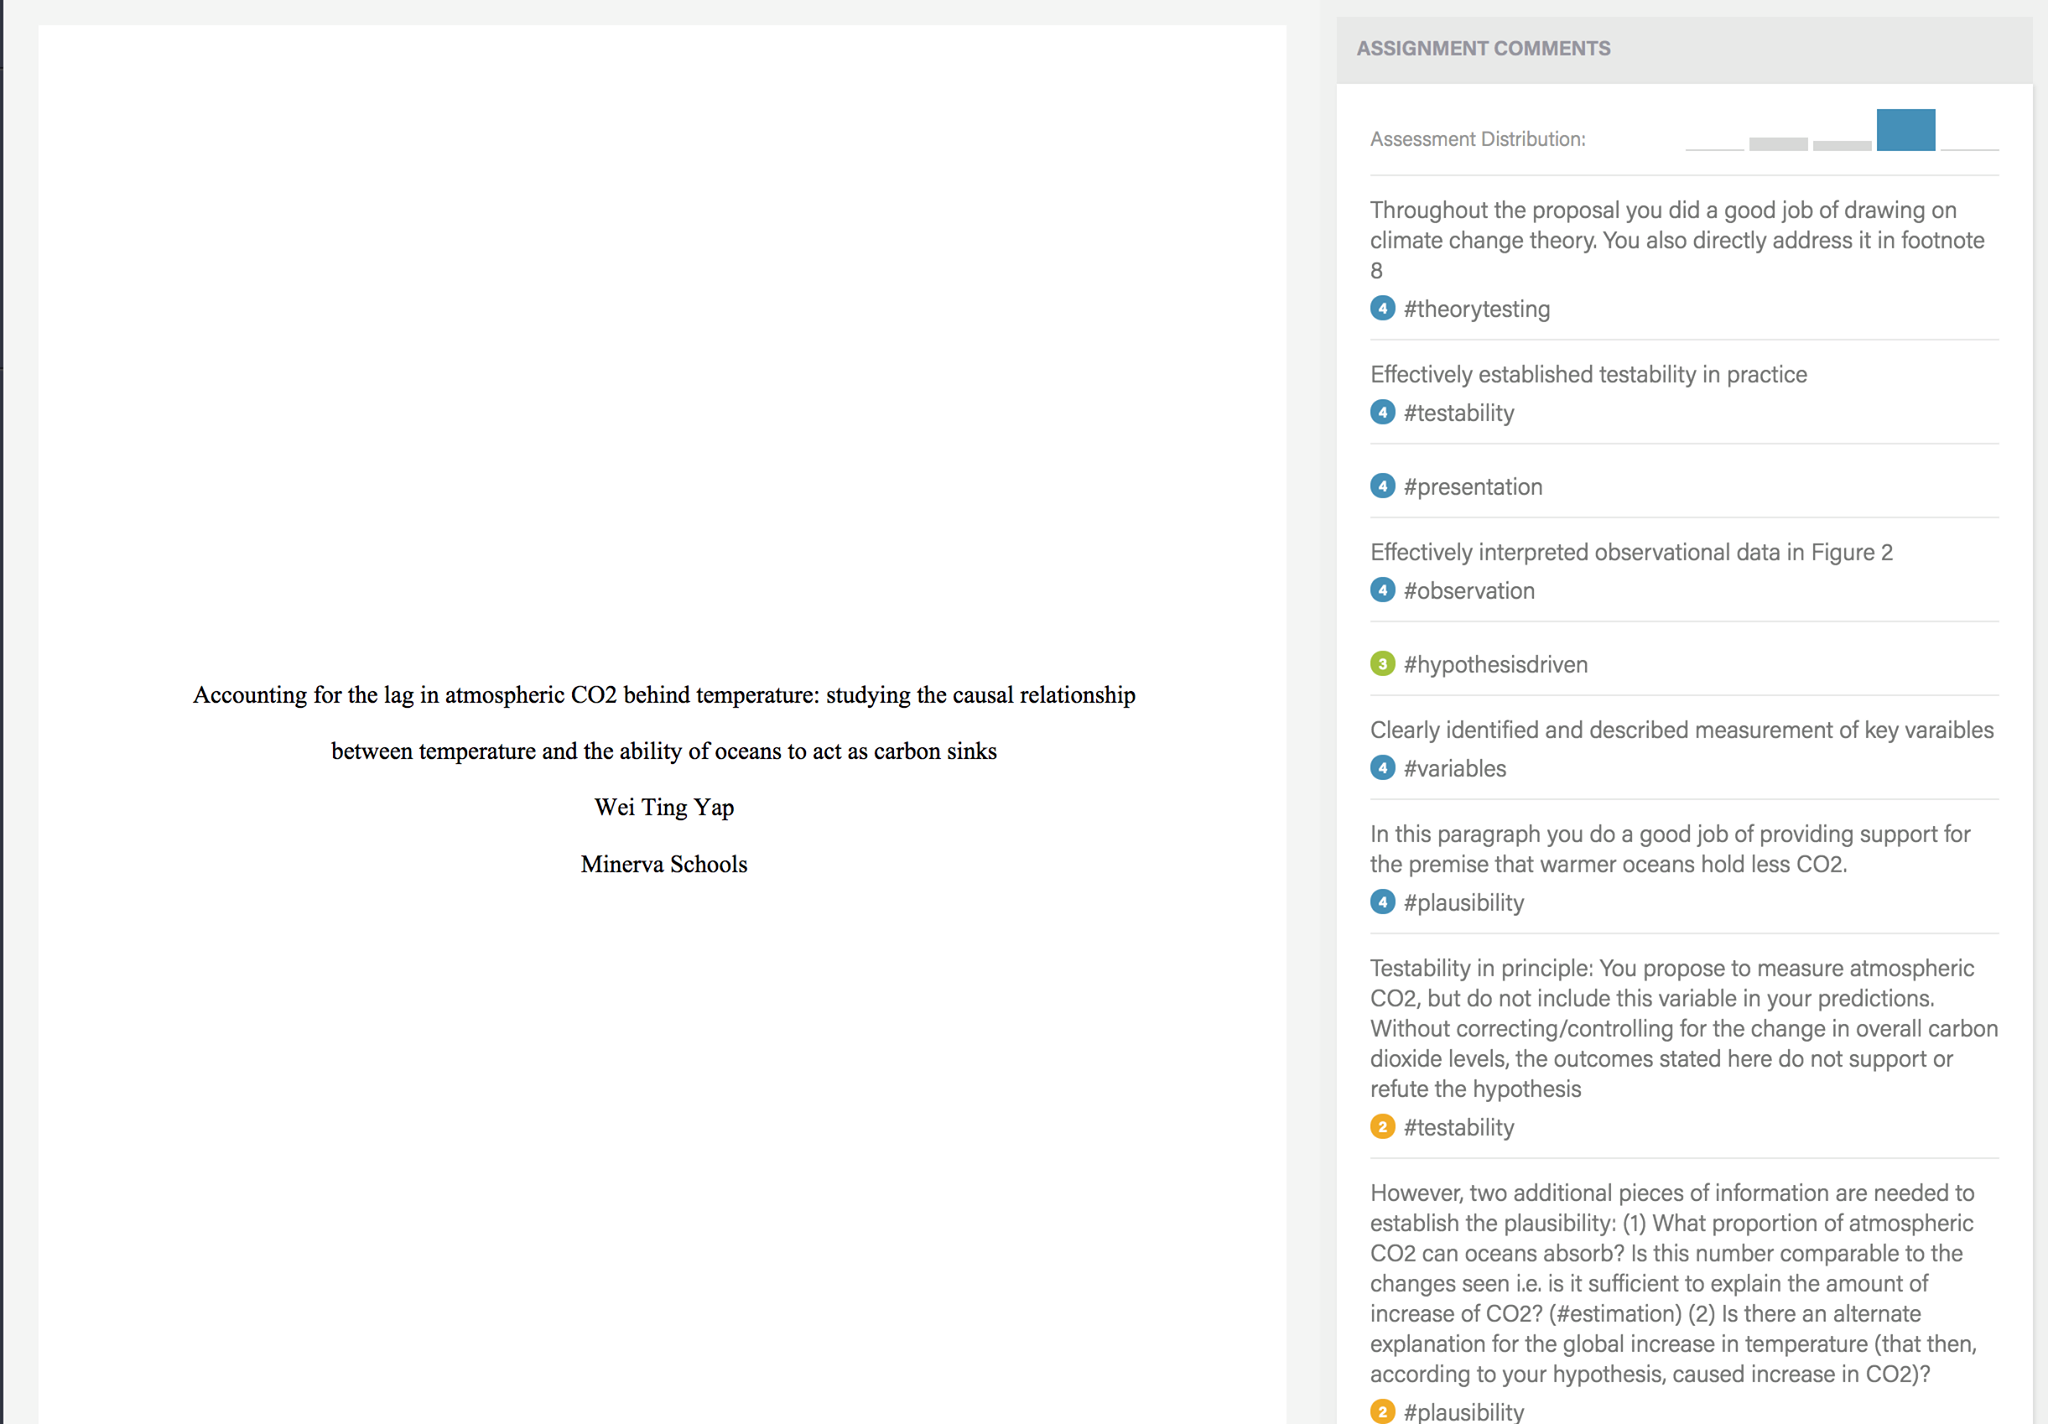 Accounting for the lag in atmospheric CO2 behind temperature: studying the causal relationship
between temperature and the ability of oceans to act as carbon sinks
Wei Ting Yap
Minerva Schools
ASSIGNMENT COMMENTS
Assessment Distribution:
Throughout the proposal you did a good job of drawing on
climate change theory. You also directly address it in footnote
8
4 #theorytesting
Effectively established testability in practice
4 #testability
4 #presentation
Effectively interpreted observational data in Figure 2
4 #observation
3 #hypothesisdriven
Clearly identified and described measurement of key varaibles
4 #variables
In this paragraph you do a good job of providing support for
the premise that warmer oceans hold less CO2.
4 #plausibility
Testability in principle: You propose to measure atmospheric
CO2, but do not include this variable in your predictions.
Without correcting/controlling for the change in overall carbon
dioxide levels, the outcomes stated here do not support or
refute the hypothesis
2 #testability
However, two additional pieces of information are needed to
establish the plausibility: (1) What proportion of atmospheric
CO2 can oceans absorb? Is this number comparable to the
changes seen i.e. is it sufficient to explain the amount of
increase of CO2? (#estimation) (2) Is there an alternate
explanation for the global increase in temperature (that then,
according to your hypothesis, caused increase in CO2)?
2 #plausibility